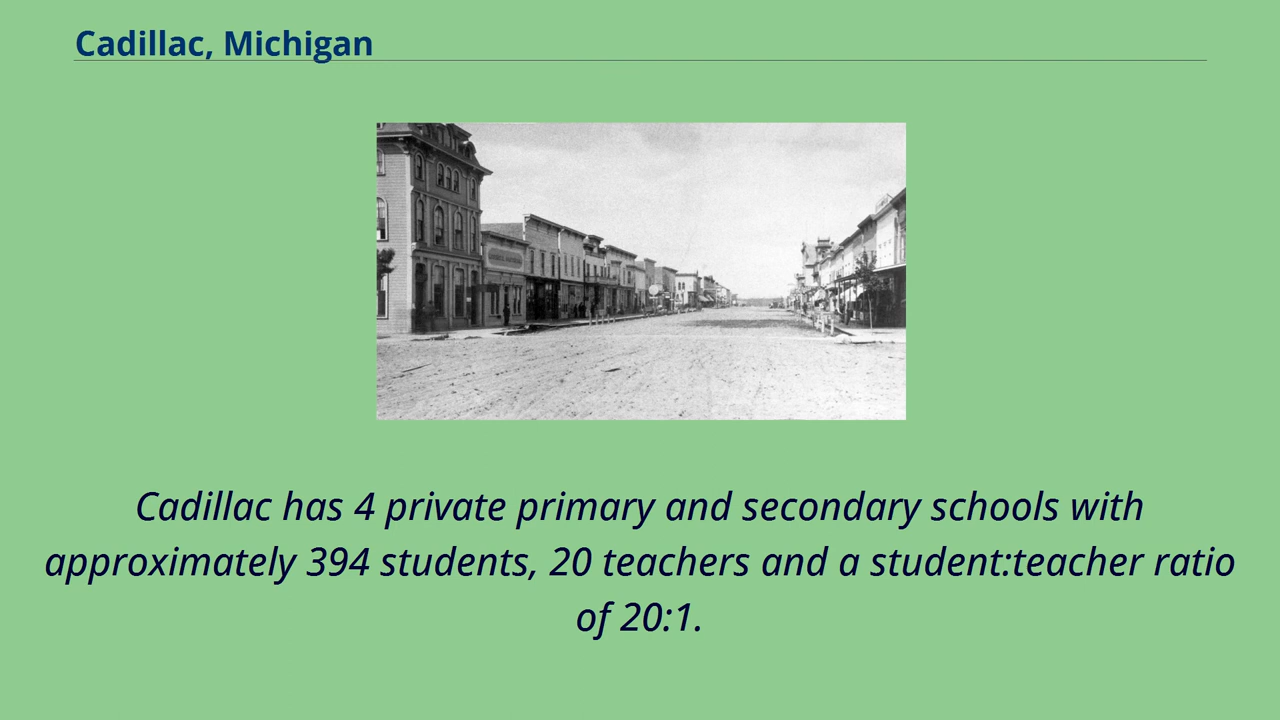 Cadillac, Michigan
Cadillac has 4 private primary and secondary schools with
approximately 394 students, 20 teachers and a student:teacher ratio
of 20:1.